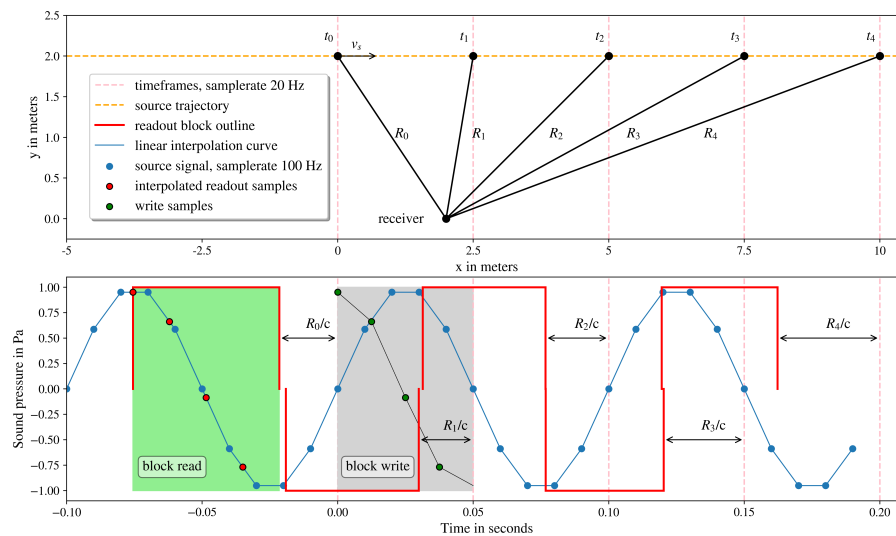 t0 t1 t2 t3 t4
vs
y in meters
2.5
2.0
1.5
1.0
0.5
0.0
timeframes, samplerate 20 Hz
source trajectory
readout block outline
linear interpolation curve
source signal, samplerate 100 Hz
interpolated readout samples
write samples
R0 R1 R2 R3 R4
receiver
-5 -2.5 0 2.5 5 7.5 10
x in meters
Sound pressure in Pa
1.00
0.75
0.50
0.25
0.00
−0.25
−0.50
−0.75
−1.00
R0/c R2/c R4/c
R1/c R3/c
block read block write
−0.10 −0.05 0.00 0.05 0.10 0.15 0.20
Time in seconds